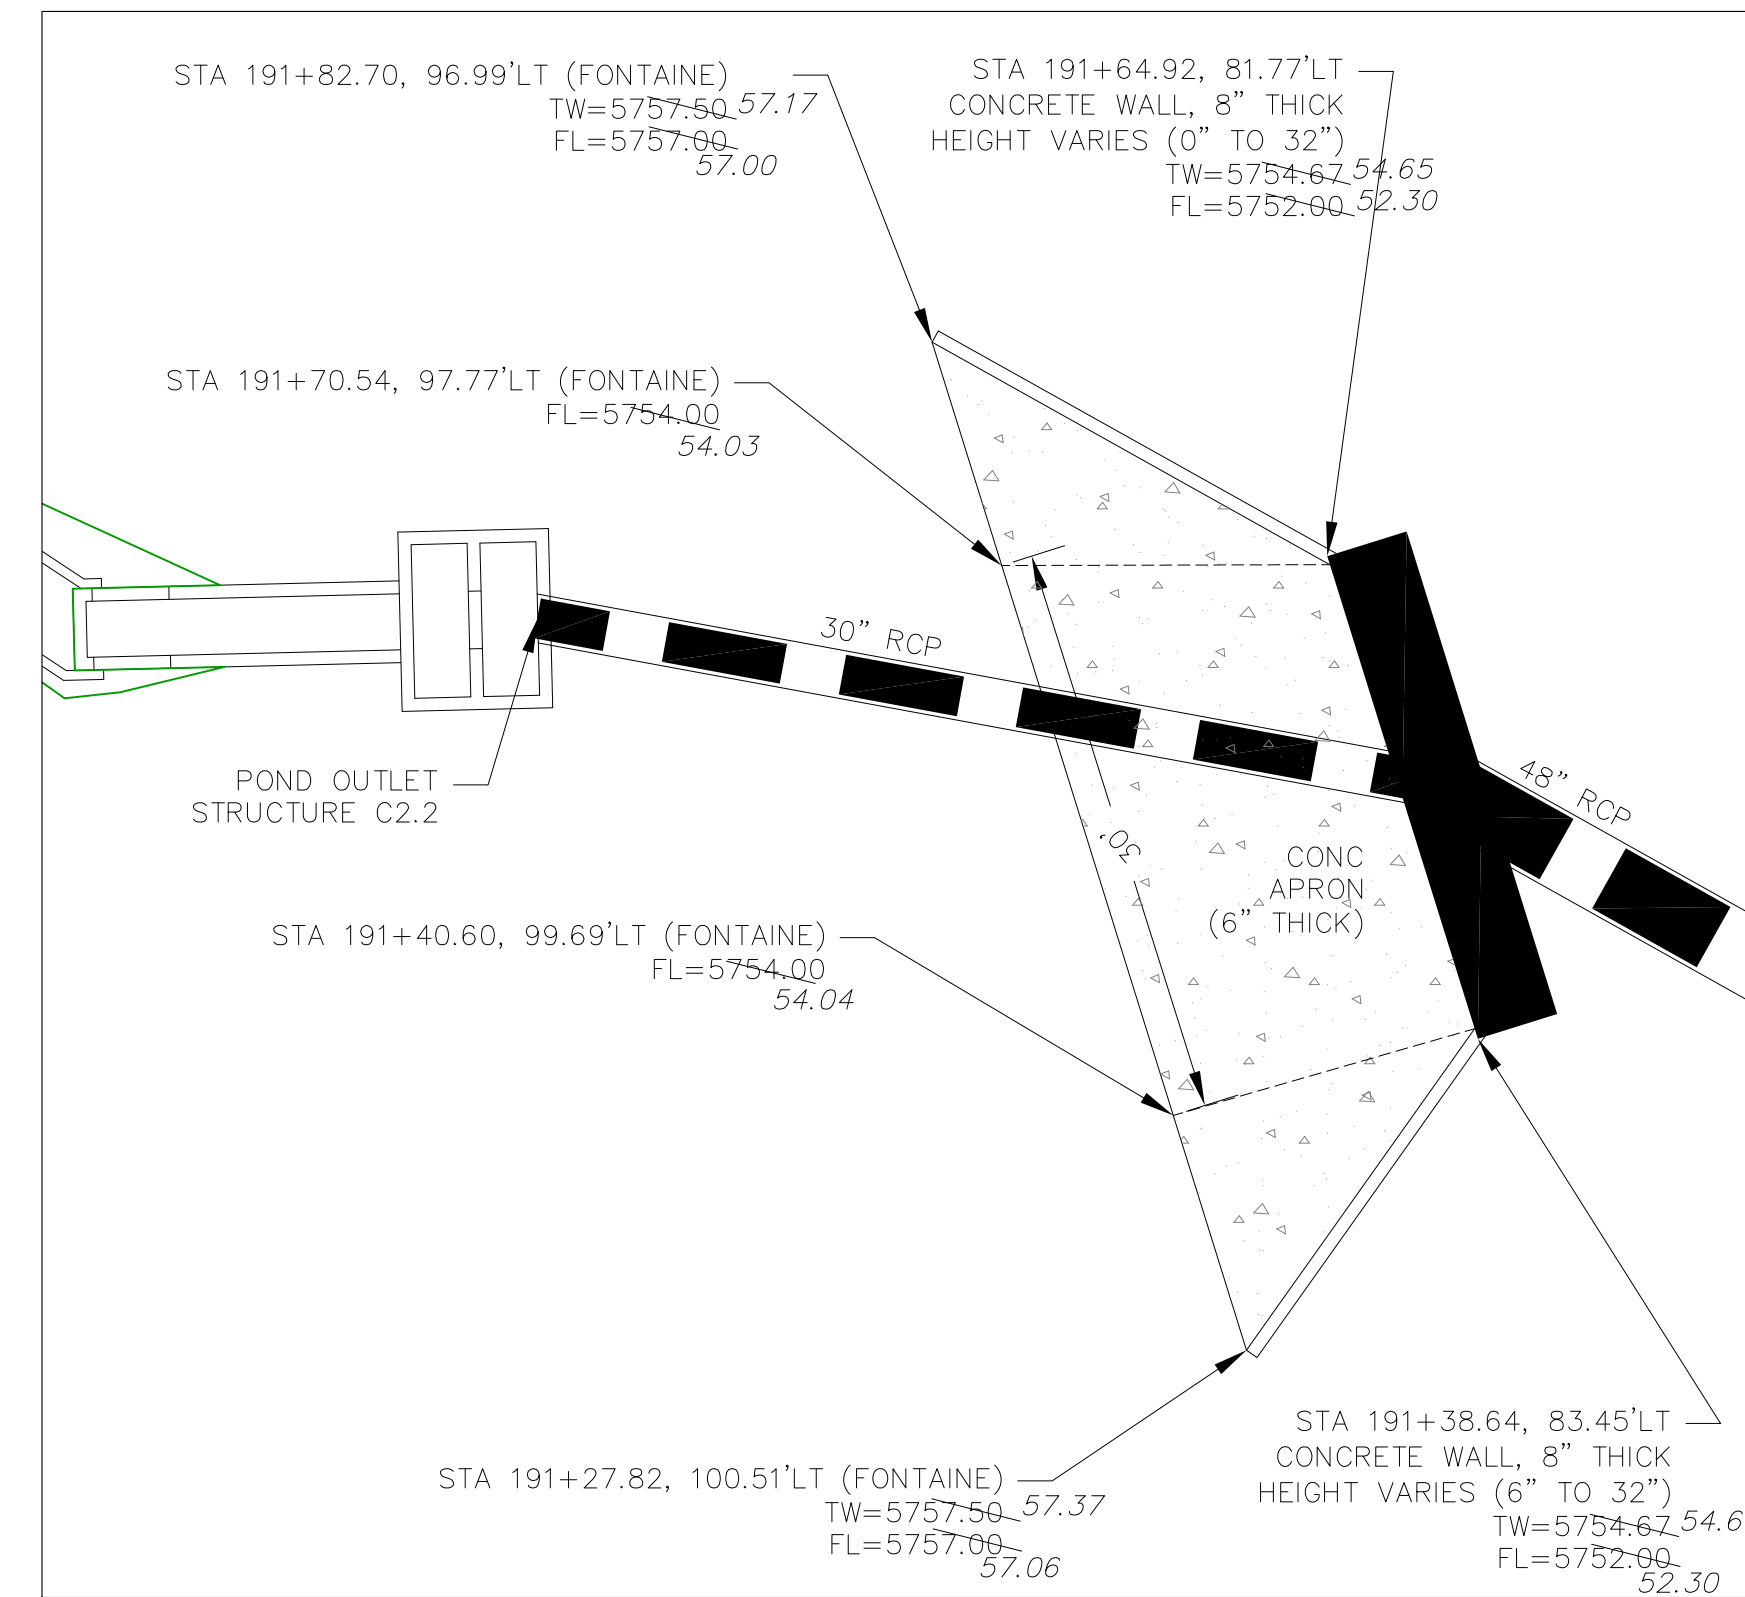 STA 191+82.70, 96.99'LT (FONTAINE)
TW=5757.50 57.17
FL=5757.00
57.00
STA 191+64.92, 81.77'LT
CONCRETE WALL, 8" THICK
HEIGHT VARIES (0" TO 32")
TW=5754.67 54.65
FL=5752.00 52.30
STA 191+70.54, 97.77'LT (FONTAINE)
FL=5754.00
54.03
30" RCP
POND OUTLET
STRUCTURE C2.2
48" RCP
30'
CONC
APRON
(6" THICK)
STA 191+40.60, 99.69'LT (FONTAINE)
FL=5754.00
54.04
STA 191+27.82, 100.51'LT (FONTAINE)
TW=5757.50 57.37
FL=5757.00
57.06
STA 191+38.64, 83.45'LT
CONCRETE WALL, 8" THICK
HEIGHT VARIES (6" TO 32")
TW=5754.67 54.6
FL=5752.00
52.30